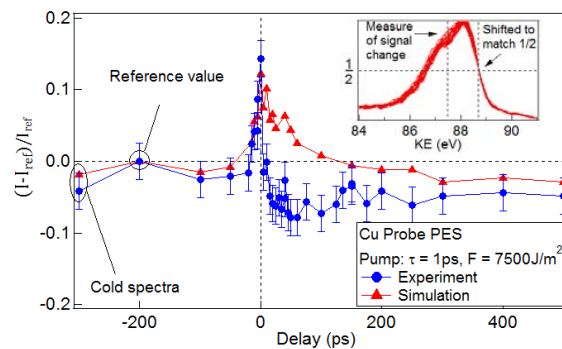 0.2
0.1
0.0
-0.1
-0.2
(I-Iref)/Iref
-200
0
200
400
Delay (ps)
Reference value
Cold spectra
Measure
of signal
change
Shifted to
match 1/2
1
2
84
86
88
90
KE (eV)
Cu Probe PES
Pump: τ = 1ps, F = 7500J/m²
Experiment
Simulation